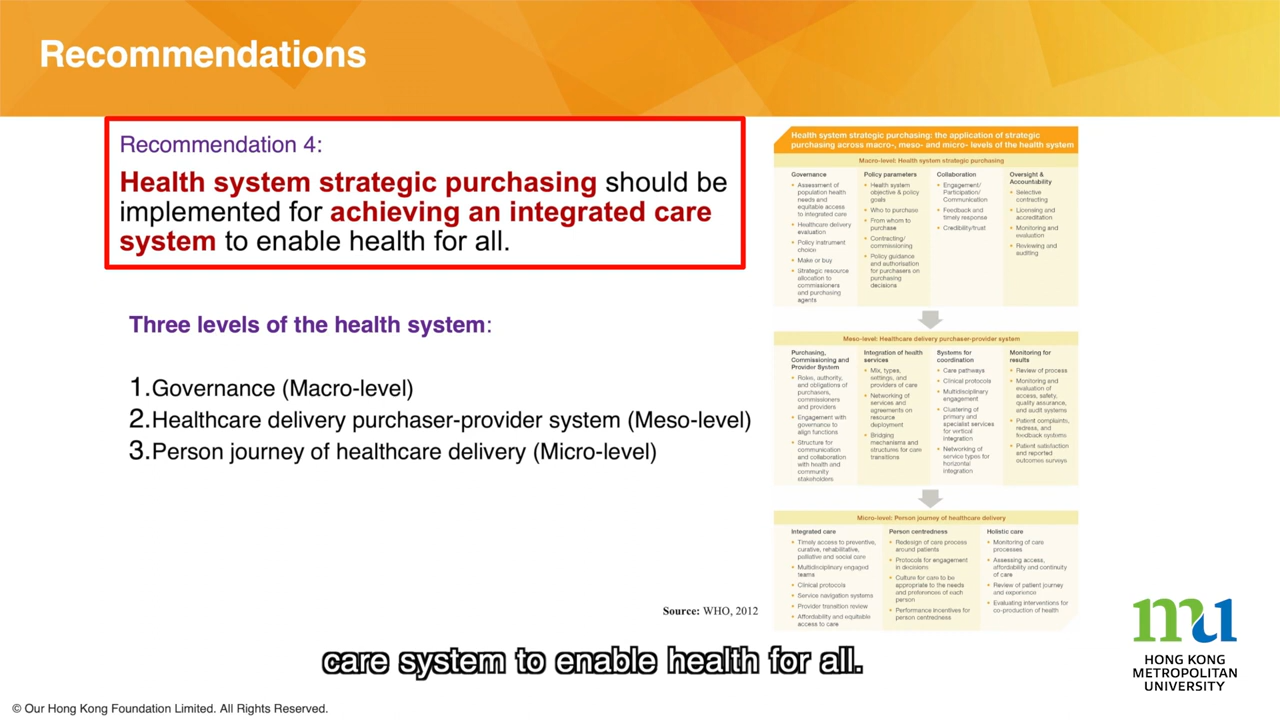 Recommendations
Recommendation 4:
Health system strategic purchasing should be
implemented for achieving an integrated care
system to enable health for all.
Three levels of the health system:
1.Governance (Macro-level)
2.Healthcare delivery purchaser-provider system (Meso-level)
3.Person journey of healthcare delivery (Micro-level)
Health system strategic purchasing: the application of strategic
purchasing across macro-, meso- and micro- levels of the health system
Macro-level: Health system strategic purchasing
Governance
• Assessment of
population health
needs and
equitable access
to integrated care
• Healthcare delivery
evaluation
• Policy instrument
choice
• Make or buy
• Strategic resource
allocation to
commissioners
and purchasing
agents
Policy parameters
• Health system
objective & policy
goals
• Who to purchase
• From whom to
purchase
• Contracting/
commissioning
• Policy guidance
and authorisation
for purchasers on
purchasing
decisions
Collaboration
• Engagement/
Participation/
Communication
• Feedback and
timely response
• Credibility/trust
Oversight &
Accountability
• Selective
contracting
• Licensing and
accreditation
• Monitoring and
evaluation
• Reviewing and
auditing
Meso-level: Healthcare delivery purchaser-provider system
Purchasing,
Commissioning and
Provider System
• Roles, authority,
and obligations of
purchasers,
commissioners
and providers
• Engagement with
governance to
align functions
• Structure for
communication
and collaboration
with health and
community
stakeholders
Integration of health
services
• Mix, types,
settings, and
providers of care
• Networking of
services and
agreements on
resource
deployment
• Bridging
mechanisms and
structures for care
transitions
Systems for
coordination
• Care pathways
• Clinical protocols
• Multidisciplinary
engagement
• Clustering of
primary and
specialist services
for vertical
integration
• Networking of
service types for
horizontal
integration
Monitoring for
results
• Review of process
• Monitoring and
evaluation of
access, safety,
quality assurance,
and audit systems
• Patient complaints,
redress, and
feedback systems
• Patient satisfaction
and reported
outcomes surveys
Micro-level: Person journey of healthcare delivery
Integrated care
• Timely access to preventive,
curative, rehabilitative,
palliative and social care
• Multidisciplinary engaged
teams
• Clinical protocols
• Service navigation systems
• Provider transition review
• Affordability and equitable
access to care
Person centredness
• Redesign of care process
around patients
• Protocols for engagement
in decisions
• Culture for care to be
appropriate to the needs
and preferences of each
person
• Performance incentives for
person centredness
Holistic care
• Monitoring of care
processes
• Assessing access,
affordability and continuity
of care
• Review of patient journey
and experience
• Evaluating interventions for
co-production of health
Source: WHO, 2012
care system to enable health for all.
mu
HONG KONG
METROPOLITAN
UNIVERSITY
© Our Hong Kong Foundation Limited. All Rights Reserved.